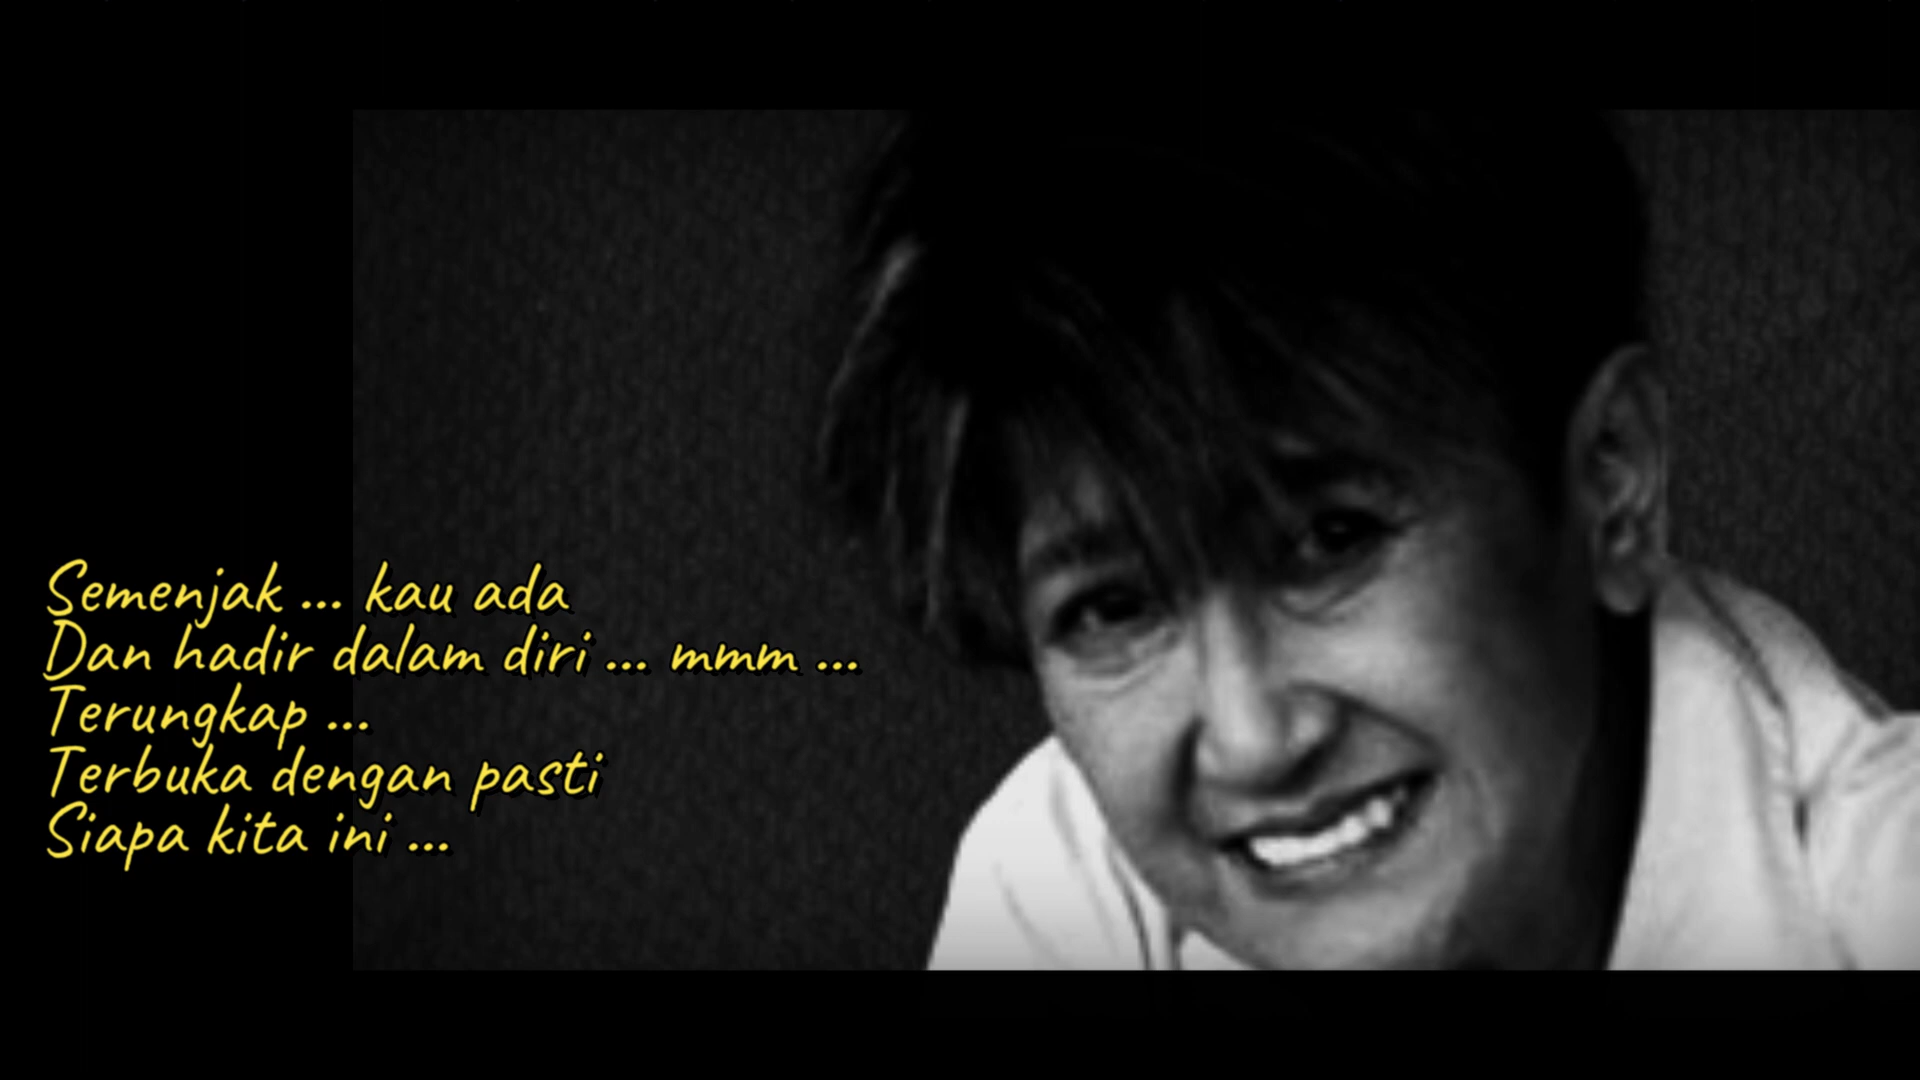 Semenjak ... kau ada
Dan hadir dalam diri ... mmm ...
Terungkap ...
Terbuka dengan pasti
Siapa kita ini ...